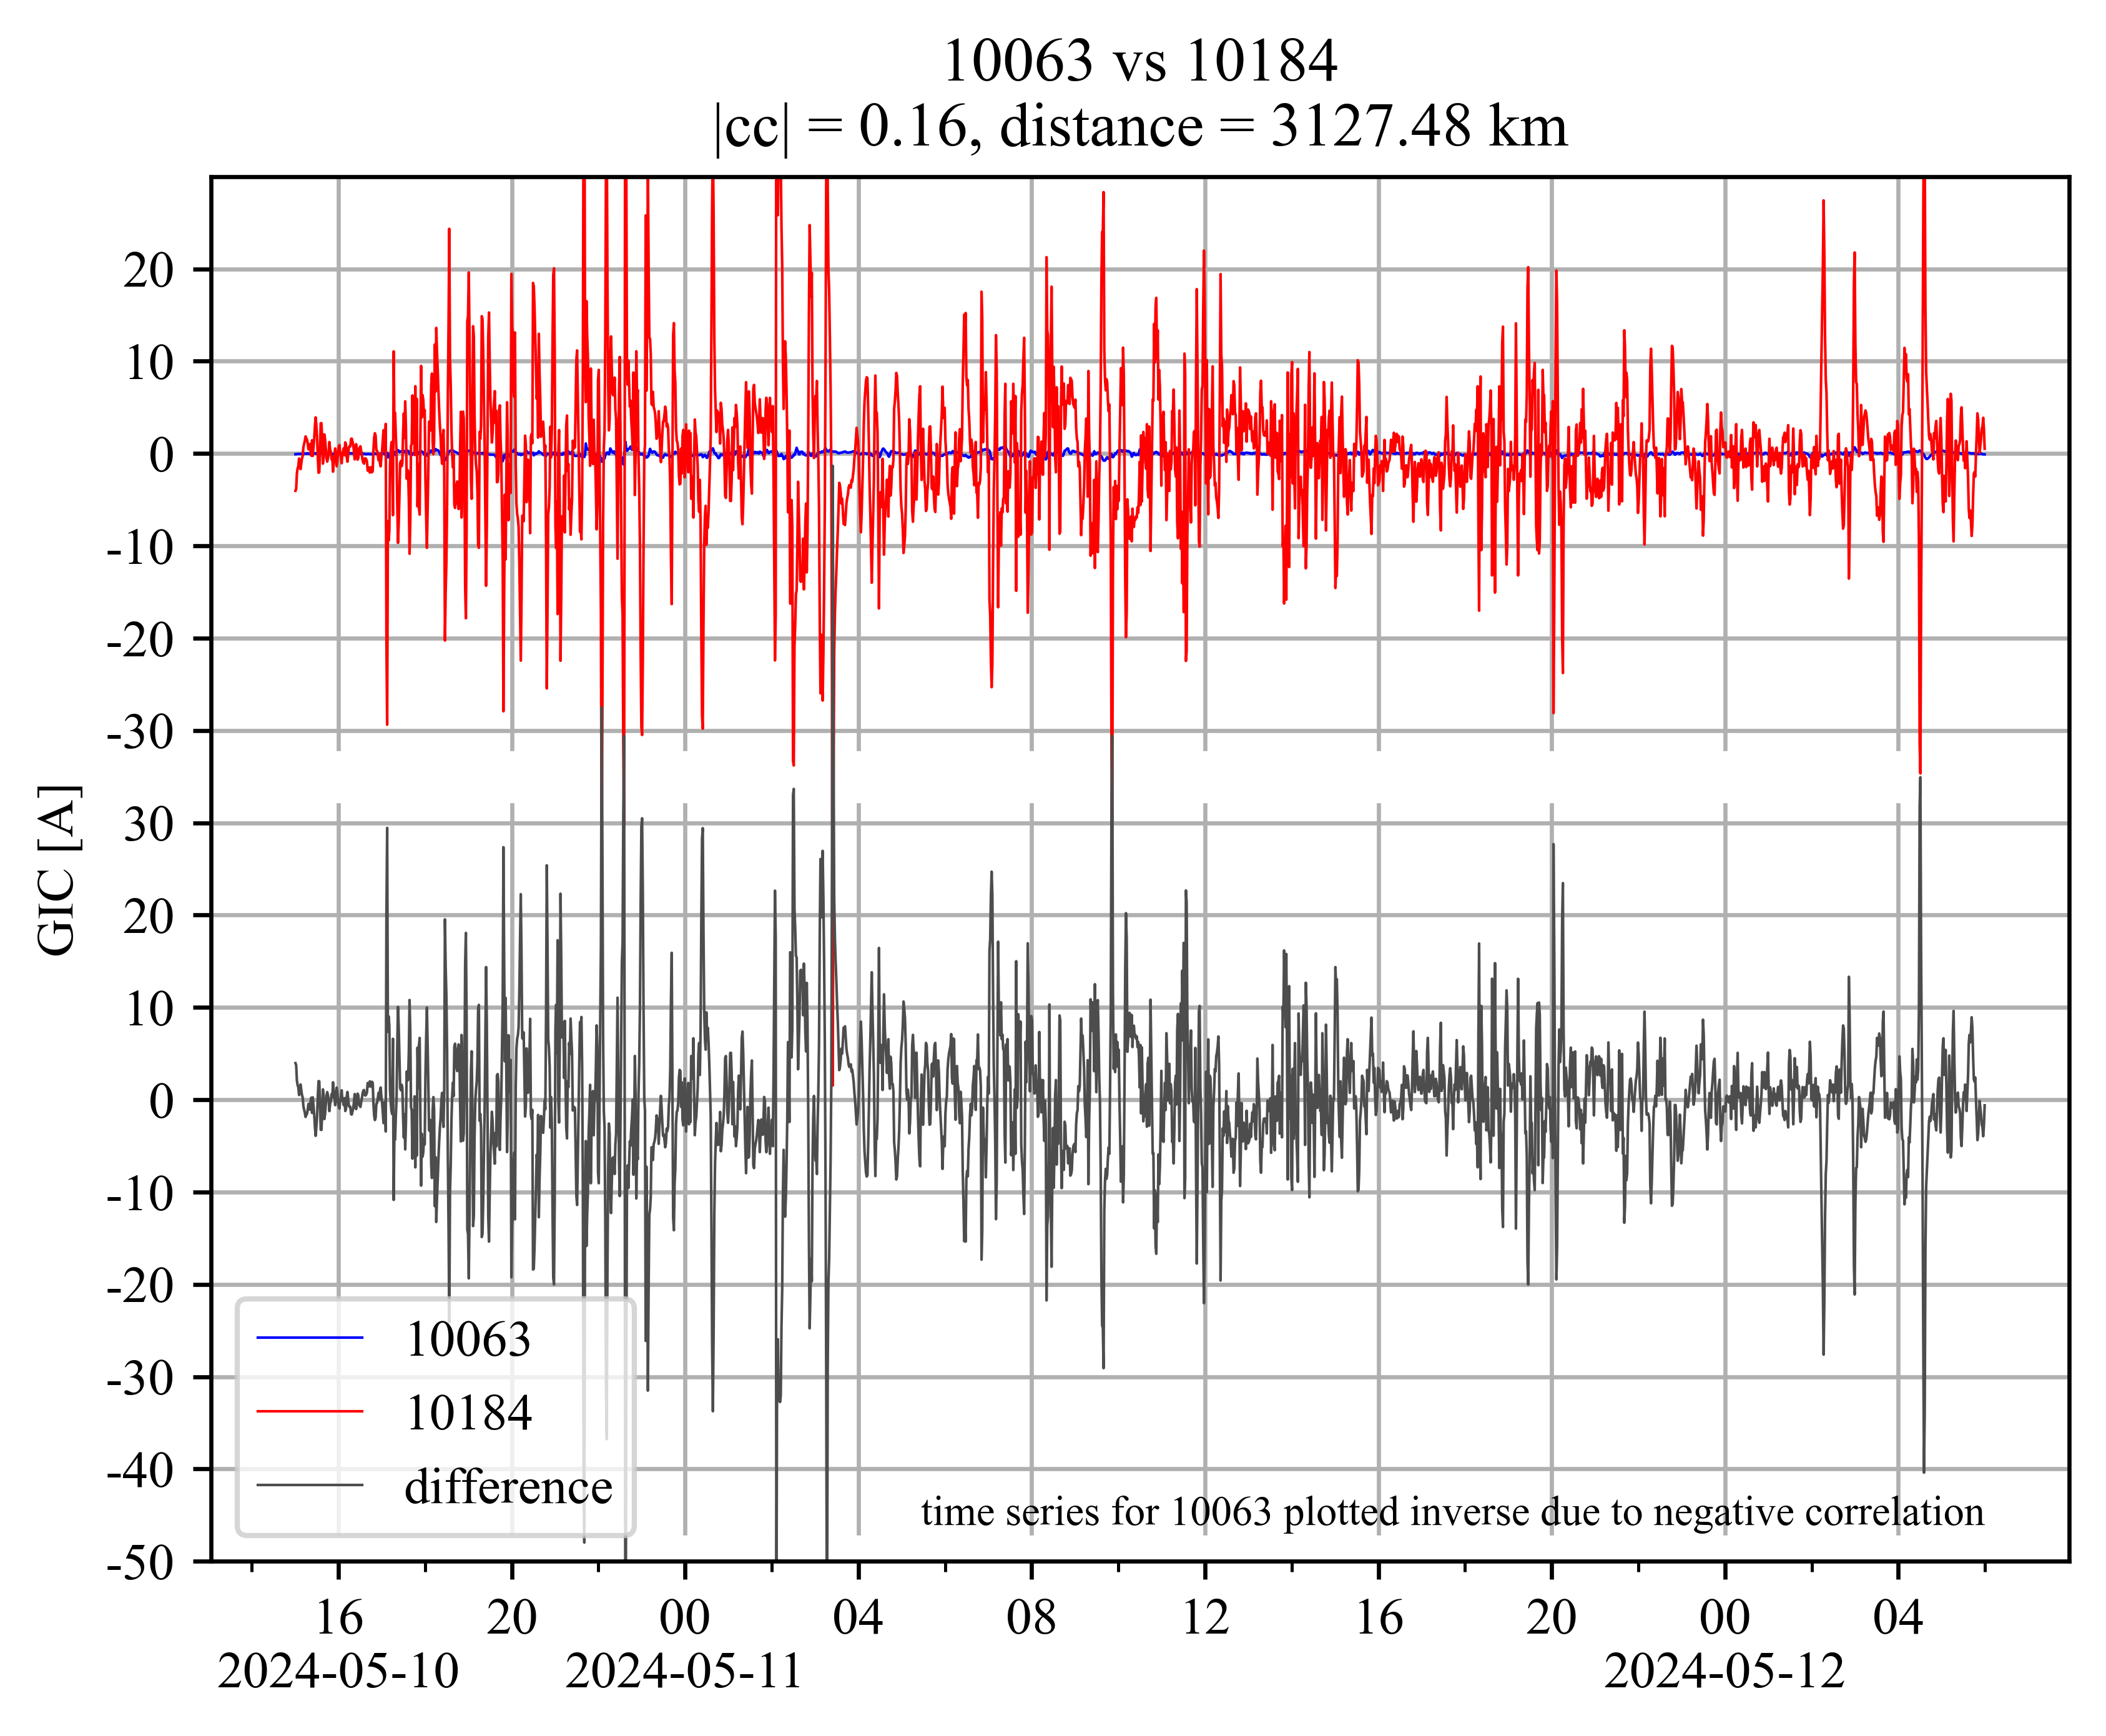 10063 vs 10184
|cc| = 0.16, distance = 3127.48 km
GIC [A]
20
10
0
-10
-20
-30
30
20
10
0
-10
-20
-30
-40
-50
10063
10184
difference
time series for 10063 plotted inverse due to negative correlation
16 20 00 04 08 12 16 20 00 04
2024-05-10 2024-05-11 2024-05-12